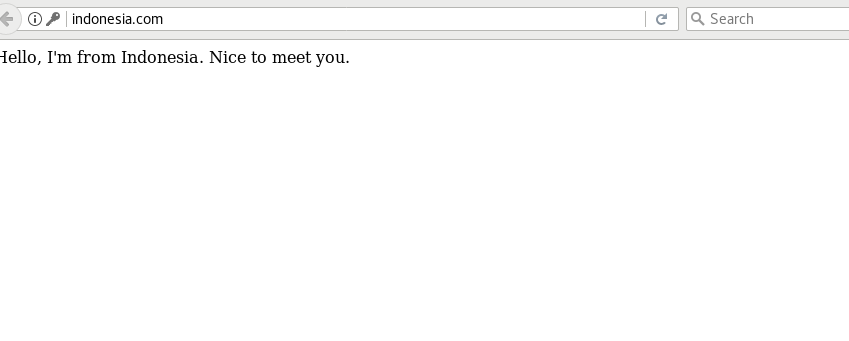 indonesia.com
Search
Hello, I'm from Indonesia. Nice to meet you.